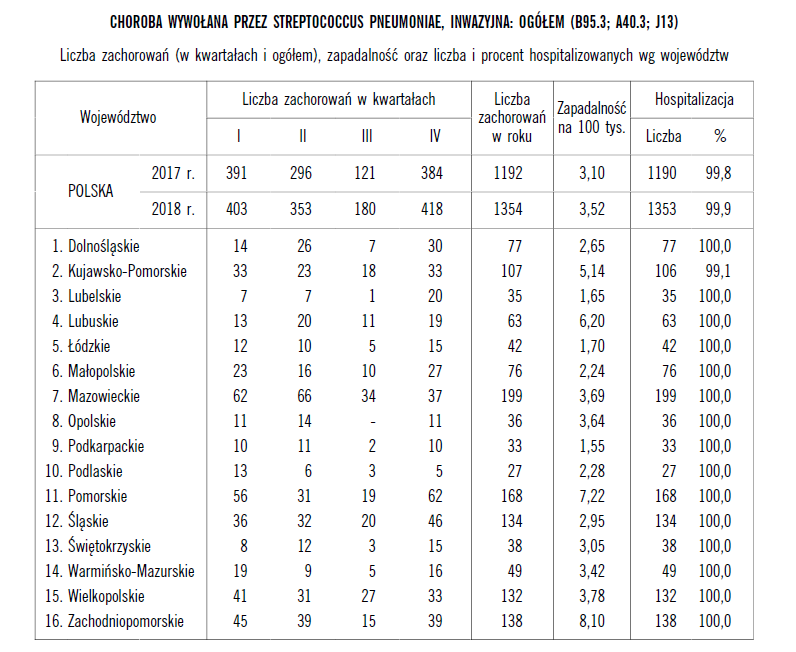 CHOROBA WYWOŁANA PRZEZ STREPTOCOCCUS PNEUMONIAE, INWAZYJNA: OGÓŁEM (B95.3; A40.3; J13)
Liczba zachorowań (w kwartałach i ogółem), zapadalność oraz liczba i procent hospitalizowanych wg województw
Województwo
Liczba zachorowań w kwartałach
I II III IV
Liczba
zachorowań
w roku
Zapadalność
na 100 tys.
Hospitalizacja
Liczba %
POLSKA
2017 r. 391 296 121 384 1192 3,10 1190 99,8
2018 r. 403 353 180 418 1354 3,52 1353 99,9
1. Dolnośląskie 14 26 7 30 77 2,65 77 100,0
2. Kujawsko-Pomorskie 33 23 18 33 107 5,14 106 99,1
3. Lubelskie 7 7 1 20 35 1,65 35 100,0
4. Lubuskie 13 20 11 19 63 6,20 63 100,0
5. Łódzkie 12 10 5 15 42 1,70 42 100,0
6. Małopolskie 23 16 10 27 76 2,24 76 100,0
7. Mazowieckie 62 66 34 37 199 3,69 199 100,0
8. Opolskie 11 14 - 11 36 3,64 36 100,0
9. Podkarpackie 10 11 2 10 33 1,55 33 100,0
10. Podlaskie 13 6 3 5 27 2,28 27 100,0
11. Pomorskie 56 31 19 62 168 7,22 168 100,0
12. Śląskie 36 32 20 46 134 2,95 134 100,0
13. Świętokrzyskie 8 12 3 15 38 3,05 38 100,0
14. Warmińsko-Mazurskie 19 9 5 16 49 3,42 49 100,0
15. Wielkopolskie 41 31 27 33 132 3,78 132 100,0
16. Zachodniopomorskie 45 39 15 39 138 8,10 138 100,0